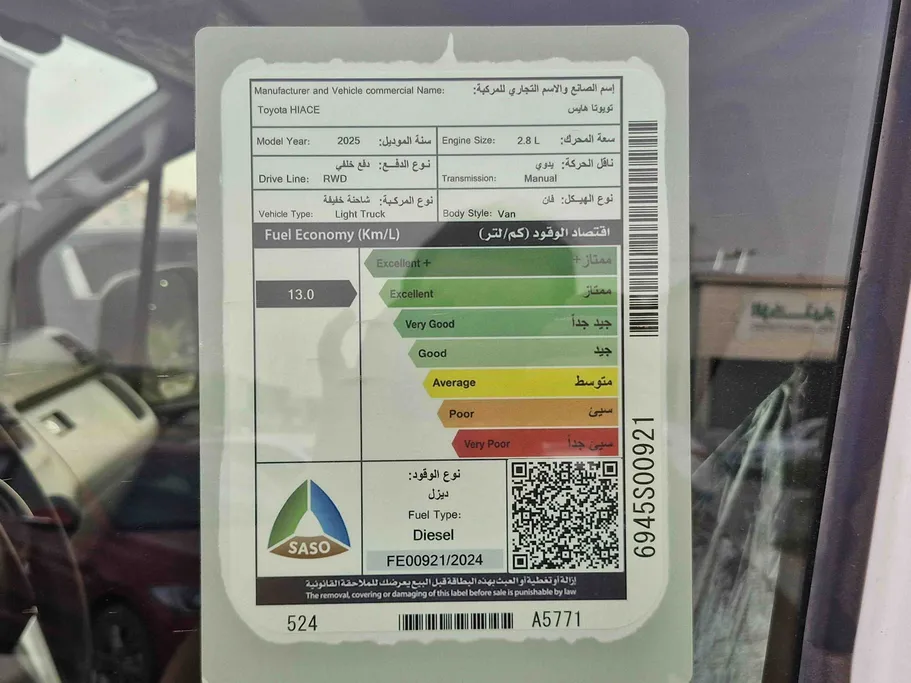 Manufacturer and Vehicle commercial Name: إسم الصانع والاسم التجاري للمركبة:
Toyota HIACE تويوتا هايس
Model Year: 2025 سنة الموديل: Engine Size: 2.8 L سعة المحرك:
نوع الدفع: دفع خلفي ناقل الحركة: يدوي
Drive Line: RWD Transmission: Manual
نوع المركبة: شاحنة خفيفة نوع الهيكل: فان
Vehicle Type: Light Truck Body Style: Van
Fuel Economy (Km/L) اقتصاد الوقود (كم/لتر)
Excellent + ممتاز+
13.0 Excellent ممتاز
Very Good جيد جداً
Good جيد
Average متوسط
Poor سيئ
Very Poor سيئ جداً
نوع الوقود:
ديزل
Fuel Type:
Diesel
SASO
FE00921/2024
إزالة أو تغطية أو العبث بهذه البطاقة قبل البيع يعرضك للملاحقة القانونية
The removal, covering or damaging of this label before sale is punishable by law
524 A5771
6945S00921